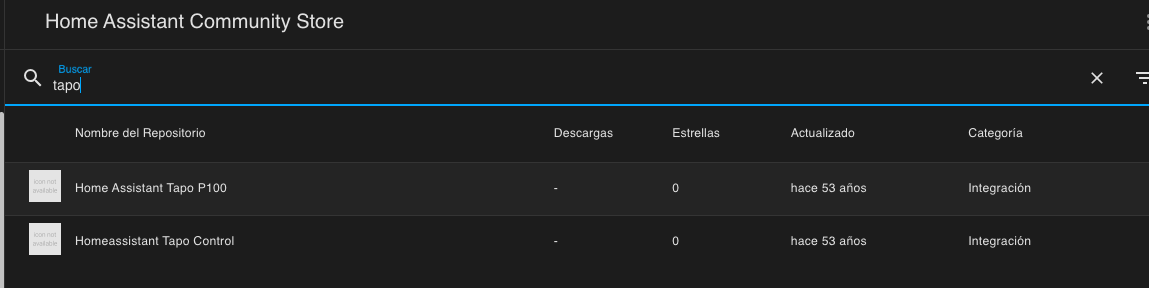 Home Assistant Community Store
Buscar
tapo
Nombre del Repositorio Descargas Estrellas Actualizado Categoría
icon not
available
Home Assistant Tapo P100 - 0 hace 53 años Integración
icon not
available
Homeassistant Tapo Control - 0 hace 53 años Integración